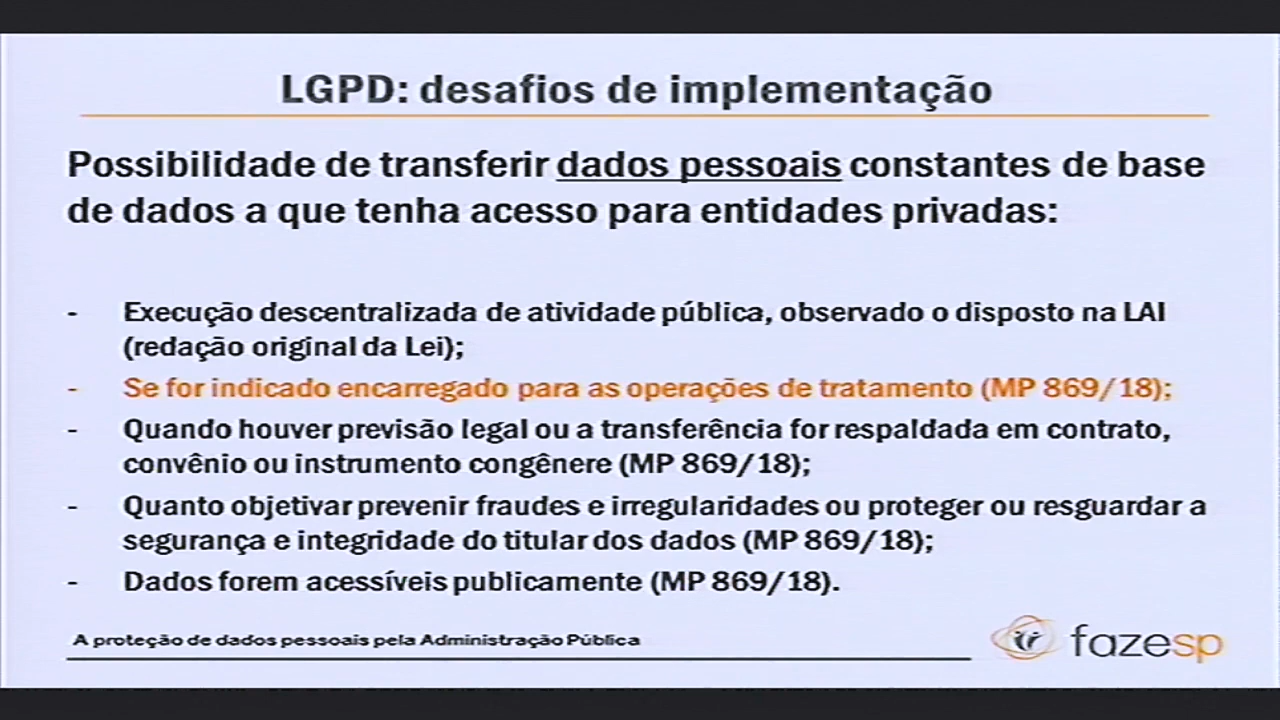 LGPD: desafios de implementação
Possibilidade de transferir dados pessoais constantes de base
de dados a que tenha acesso para entidades privadas:
- Execução descentralizada de atividade pública, observado o disposto na LAI
(redação original da Lei);
- Se for indicado encarregado para as operações de tratamento (MP 869/18);
- Quando houver previsão legal ou a transferência for respaldada em contrato,
convênio ou instrumento congênere (MP 869/18);
- Quanto objetivar prevenir fraudes e irregularidades ou proteger ou resguardar a
segurança e integridade do titular dos dados (MP 869/18);
- Dados forem acessíveis publicamente (MP 869/18).
A proteção de dados pessoais pela Administração Pública
fazesp